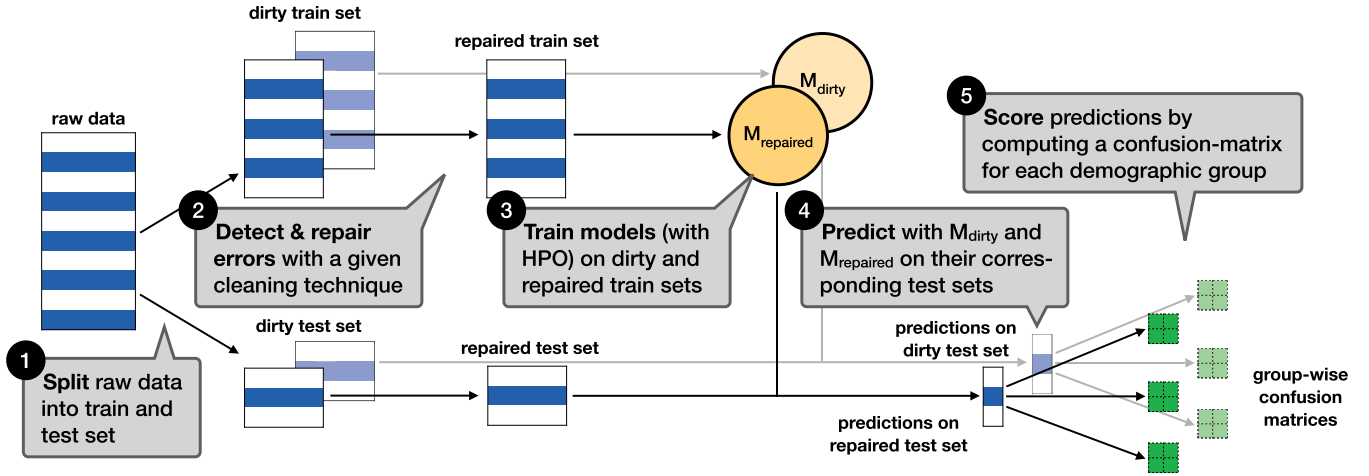 dirty train set
repaired train set
raw data
M_dirty
M_repaired
5
Score predictions by
computing a confusion-matrix
for each demographic group
2
Detect & repair
errors with a given
cleaning technique
3
Train models (with
HPO) on dirty and
repaired train sets
4
Predict with M_dirty and
M_repaired on their corres-
ponding test sets
1
Split raw data
into train and
test set
dirty test set
repaired test set
predictions on
dirty test set
predictions on
repaired test set
group-wise
confusion
matrices